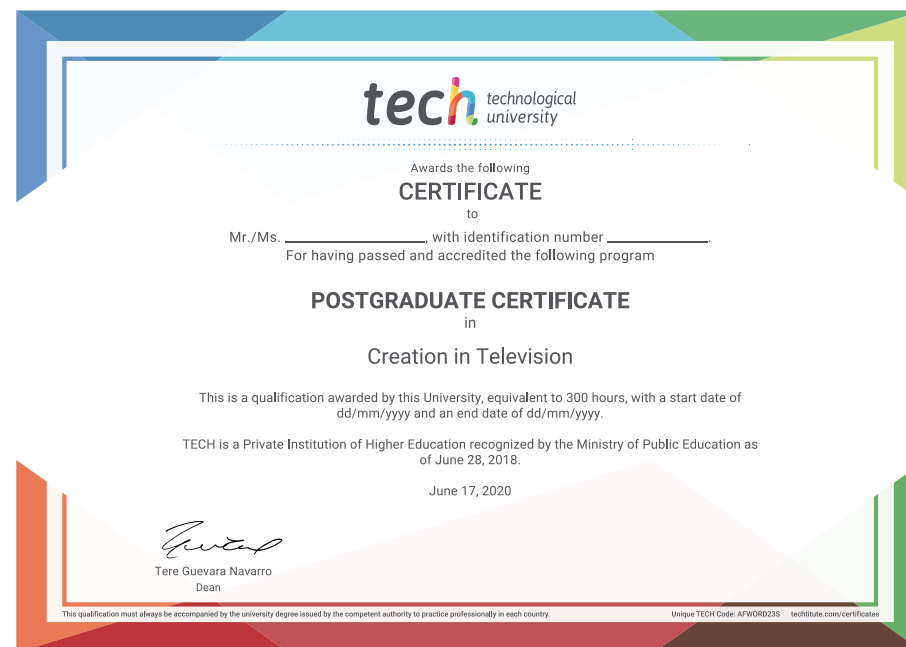 tech technological
university
Awards the following
CERTIFICATE
to
Mr./Ms. ____________________, with identification number ______________.
For having passed and accredited the following program
POSTGRADUATE CERTIFICATE
in
Creation in Television
This is a qualification awarded by this University, equivalent to 300 hours, with a start date of
dd/mm/yyyy and an end date of dd/mm/yyyy.
TECH is a Private Institution of Higher Education recognized by the Ministry of Public Education as
of June 28, 2018.
June 17, 2020
Tere Guevara Navarro
Dean
This qualification must always be accompanied by the university degree issued by the competent authority to practice professionally in each country. Unique TECH Code: AFWORD23S techtitute.com/certificates